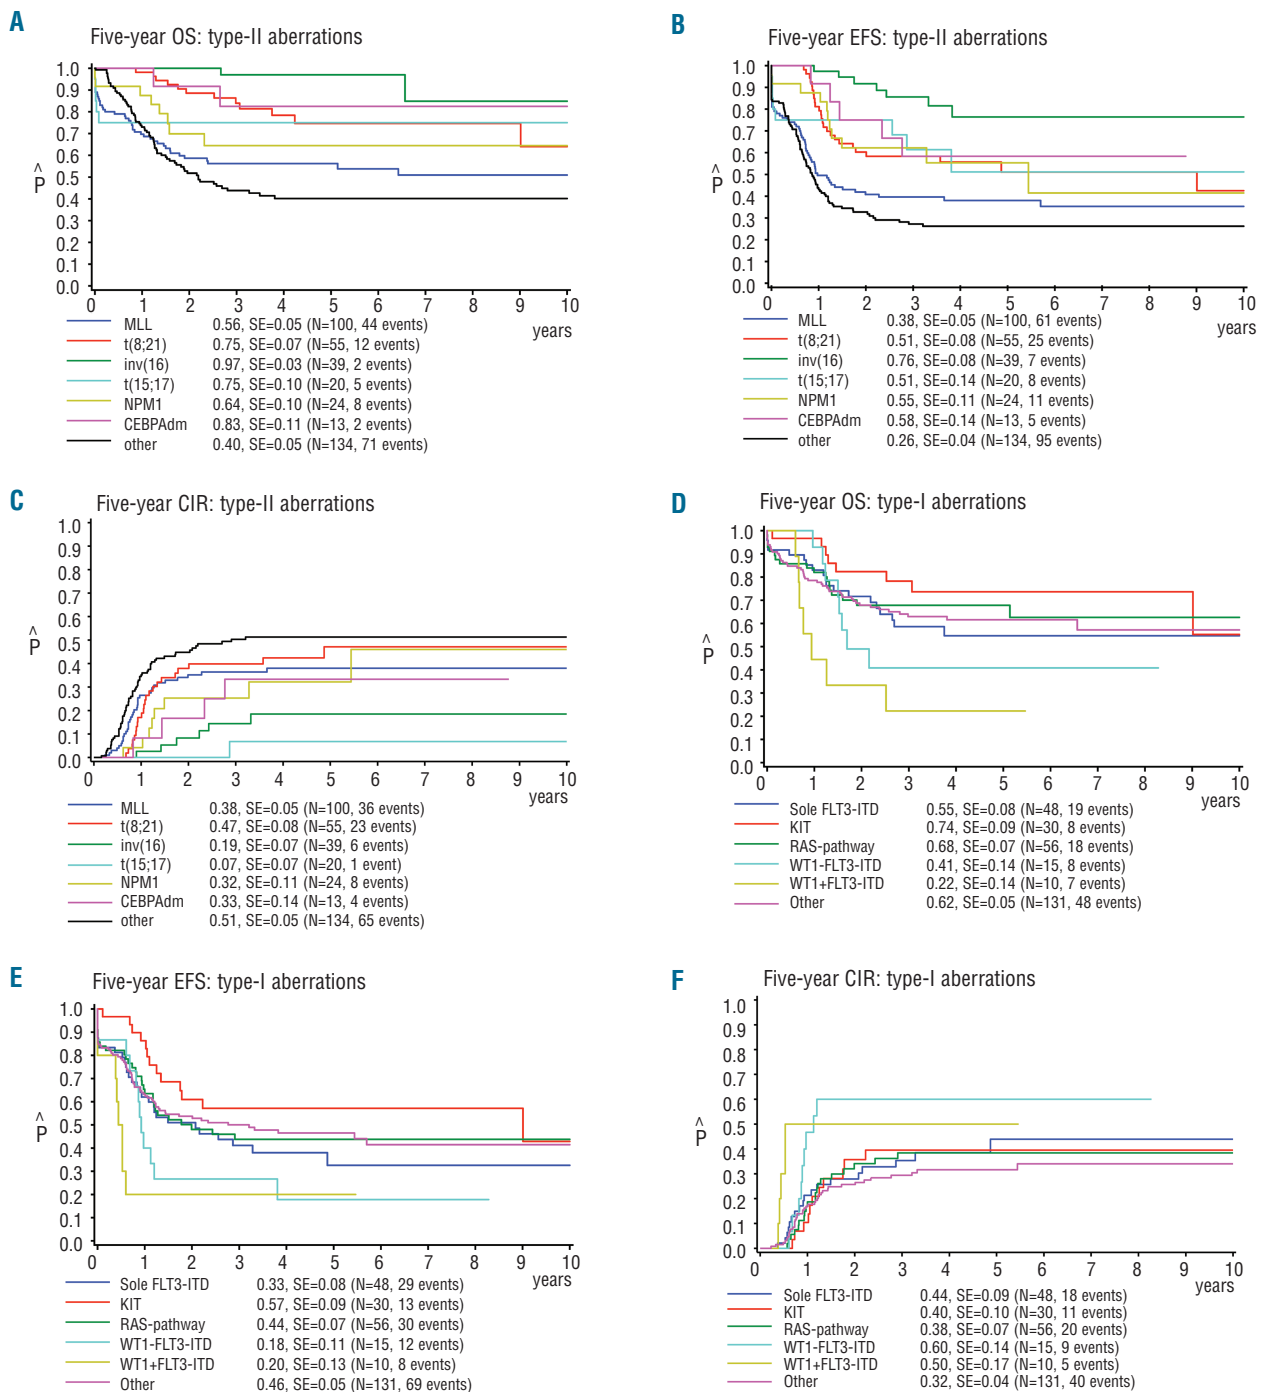 A
Five-year OS: type-II aberrations
1.0
0.9
0.8
0.7
0.6
0.5
0.4
0.3
0.2
0.1
0.0
^
P
0 1 2 3 4 5 6 7 8 9 10
years
MLL 0.56, SE=0.05 (N=100, 44 events)
t(8;21) 0.75, SE=0.07 (N=55, 12 events)
inv(16) 0.97, SE=0.03 (N=39, 2 events)
t(15;17) 0.75, SE=0.10 (N=20, 5 events)
NPM1 0.64, SE=0.10 (N=24, 8 events)
CEBPAdm 0.83, SE=0.11 (N=13, 2 events)
other 0.40, SE=0.05 (N=134, 71 events)
B
Five-year EFS: type-II aberrations
1.0
0.9
0.8
0.7
0.6
0.5
0.4
0.3
0.2
0.1
0.0
^
P
0 1 2 3 4 5 6 7 8 9 10
years
MLL 0.38, SE=0.05 (N=100, 61 events)
t(8;21) 0.51, SE=0.08 (N=55, 25 events)
inv(16) 0.76, SE=0.08 (N=39, 7 events)
t(15;17) 0.51, SE=0.14 (N=20, 8 events)
NPM1 0.55, SE=0.11 (N=24, 11 events)
CEBPAdm 0.58, SE=0.14 (N=13, 5 events)
other 0.26, SE=0.04 (N=134, 95 events)
C
Five-year CIR: type-II aberrations
1.0
0.9
0.8
0.7
0.6
0.5
0.4
0.3
0.2
0.1
0.0
^
P
0 1 2 3 4 5 6 7 8 9 10
years
MLL 0.38, SE=0.05 (N=100, 36 events)
t(8;21) 0.47, SE=0.08 (N=55, 23 events)
inv(16) 0.19, SE=0.07 (N=39, 6 events)
t(15;17) 0.07, SE=0.07 (N=20, 1 event)
NPM1 0.32, SE=0.11 (N=24, 8 events)
CEBPAdm 0.33, SE=0.14 (N=13, 4 events)
other 0.51, SE=0.05 (N=134, 65 events)
D
Five-year OS: type-I aberrations
1.0
0.9
0.8
0.7
0.6
0.5
0.4
0.3
0.2
0.1
0.0
^
P
0 1 2 3 4 5 6 7 8 9 10
years
Sole FLT3-ITD 0.55, SE=0.08 (N=48, 19 events)
KIT 0.74, SE=0.09 (N=30, 8 events)
RAS-pathway 0.68, SE=0.07 (N=56, 18 events)
WT1-FLT3-ITD 0.41, SE=0.14 (N=15, 8 events)
WT1+FLT3-ITD 0.22, SE=0.14 (N=10, 7 events)
Other 0.62, SE=0.05 (N=131, 48 events)
E
Five-year EFS: type-I aberrations
1.0
0.9
0.8
0.7
0.6
0.5
0.4
0.3
0.2
0.1
0.0
^
P
0 1 2 3 4 5 6 7 8 9 10
years
Sole FLT3-ITD 0.33, SE=0.08 (N=48, 29 events)
KIT 0.57, SE=0.09 (N=30, 13 events)
RAS-pathway 0.44, SE=0.07 (N=56, 30 events)
WT1-FLT3-ITD 0.18, SE=0.11 (N=15, 12 events)
WT1+FLT3-ITD 0.20, SE=0.13 (N=10, 8 events)
Other 0.46, SE=0.05 (N=131, 69 events)
F
Five-year CIR: type-I aberrations
1.0
0.9
0.8
0.7
0.6
0.5
0.4
0.3
0.2
0.1
0.0
^
P
0 1 2 3 4 5 6 7 8 9 10
years
Sole FLT3-ITD 0.44, SE=0.09 (N=48, 18 events)
KIT 0.40, SE=0.10 (N=30, 11 events)
RAS-pathway 0.38, SE=0.07 (N=56, 20 events)
WT1-FLT3-ITD 0.60, SE=0.14 (N=15, 9 events)
WT1+FLT3-ITD 0.50, SE=0.17 (N=10, 5 events)
Other 0.32, SE=0.04 (N=131, 40 events)